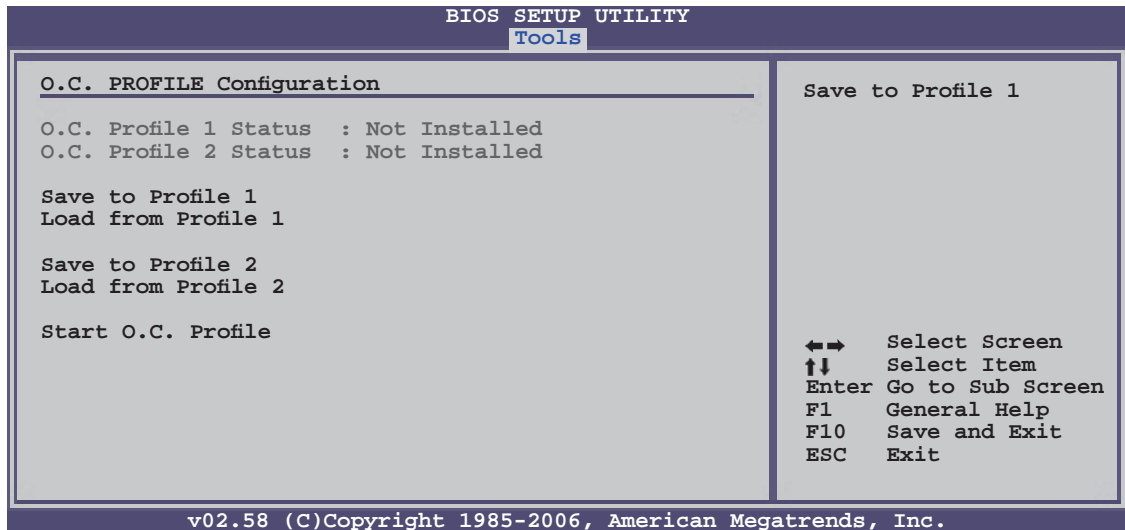 BIOS SETUP UTILITY
Tools
O.C. PROFILE Configuration
O.C. Profile 1 Status : Not Installed
O.C. Profile 2 Status : Not Installed
Save to Profile 1
Load from Profile 1
Save to Profile 2
Load from Profile 2
Start O.C. Profile
Save to Profile 1
←→ Select Screen
↑↓ Select Item
Enter Go to Sub Screen
F1 General Help
F10 Save and Exit
ESC Exit
v02.58 (C)Copyright 1985-2006, American Megatrends, Inc.